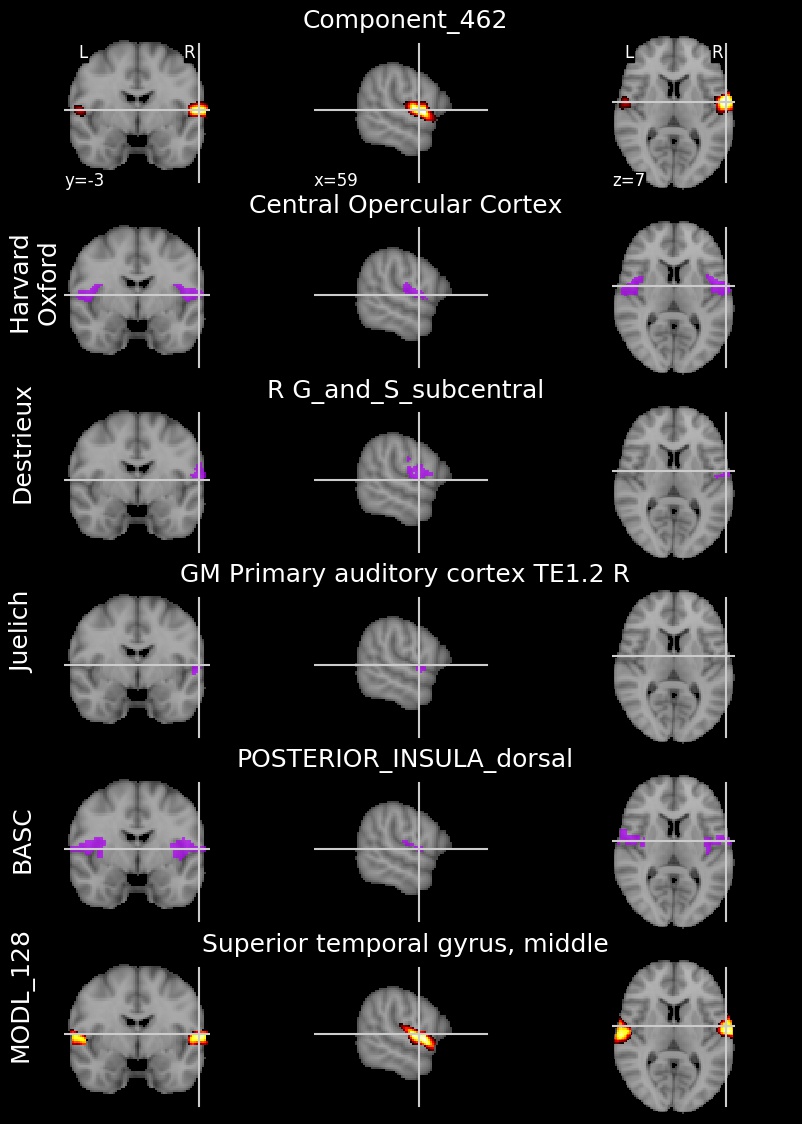 Component_462
L R
L R
y=-3
x=59
z=7
Central Opercular Cortex
Harvard
Oxford
R G_and_S_subcentral
Destrieux
GM Primary auditory cortex TE1.2 R
Juelich
POSTERIOR_INSULA_dorsal
BASC
Superior temporal gyrus, middle
MODL_128